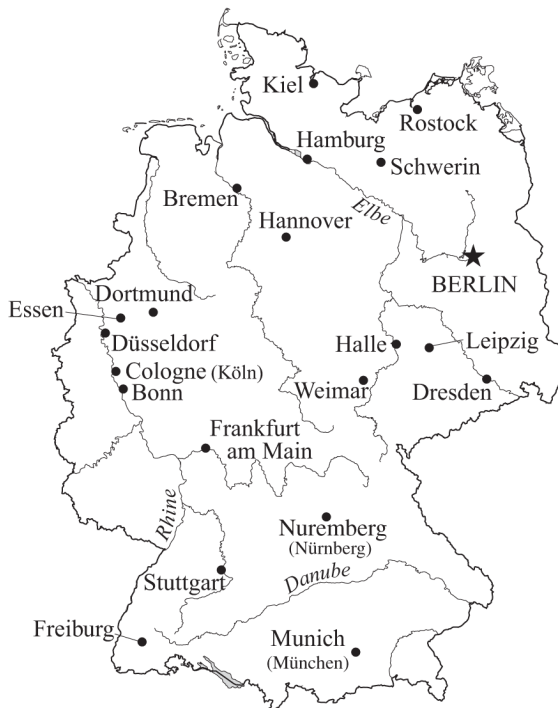 Kiel
Rostock
Hamburg
Schwerin
Bremen
Elbe
Hannover
BERLIN
Dortmund
Essen
Düsseldorf
Halle
Leipzig
Cologne (Köln)
Weimar
Dresden
Bonn
Frankfurt
am Main
Rhine
Nuremberg
(Nürnberg)
Stuttgart
Danube
Freiburg
Munich
(München)